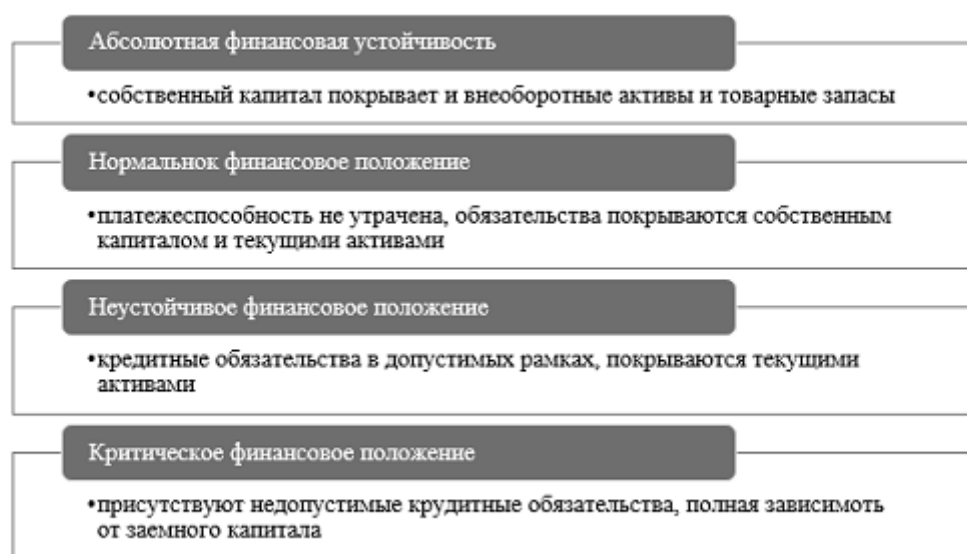 Абсолютная финансовая устойчивость
•собственный капитал покрывает и внеоборотные активы и товарные запасы
Нормальнок финансовое положение
•платежеспособность не утрачена, обязательства покрываются собственным
капиталом и текущими активами
Неустойчивое финансовое положение
•кредитные обязательства в допустимых рамках, покрываются текущими
активами
Критическое финансовое положение
•присутствуют недопустимые крудитные обязательства, полная зависимоть
от заемного капитала